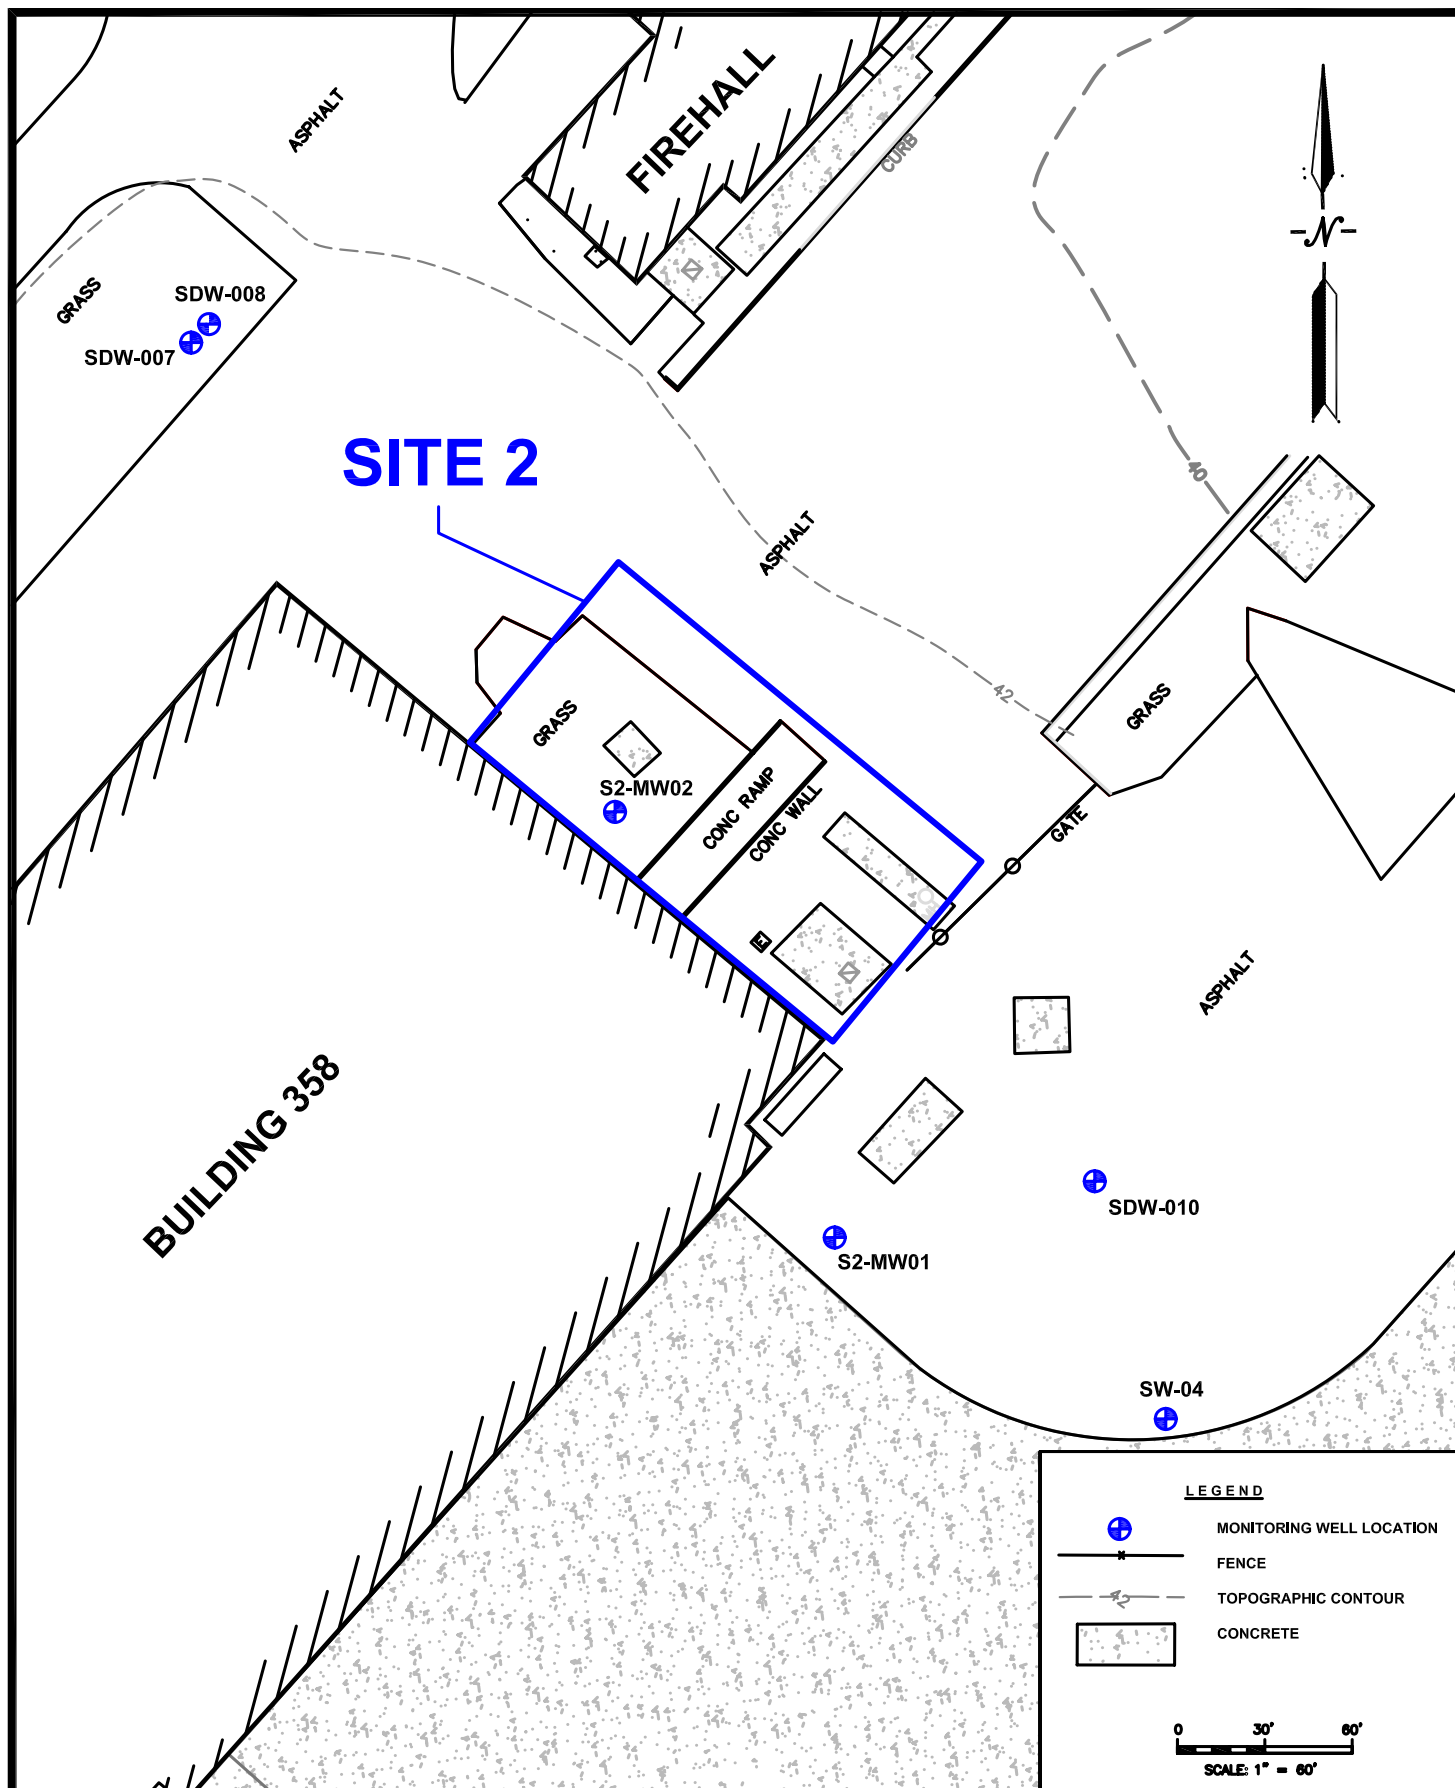 FIREHALL
ASPHALT
CURB
-N-
GRASS
SDW-008
SDW-007
SITE 2
40
ASPHALT
42
GRASS
GRASS
S2-MW02
CONC RAMP
CONC WALL
GATE
E
ASPHALT
BUILDING 358
SDW-010
S2-MW01
SW-04
LEGEND
MONITORING WELL LOCATION
FENCE
42
TOPOGRAPHIC CONTOUR
CONCRETE
0 30' 60'
SCALE: 1" = 60'